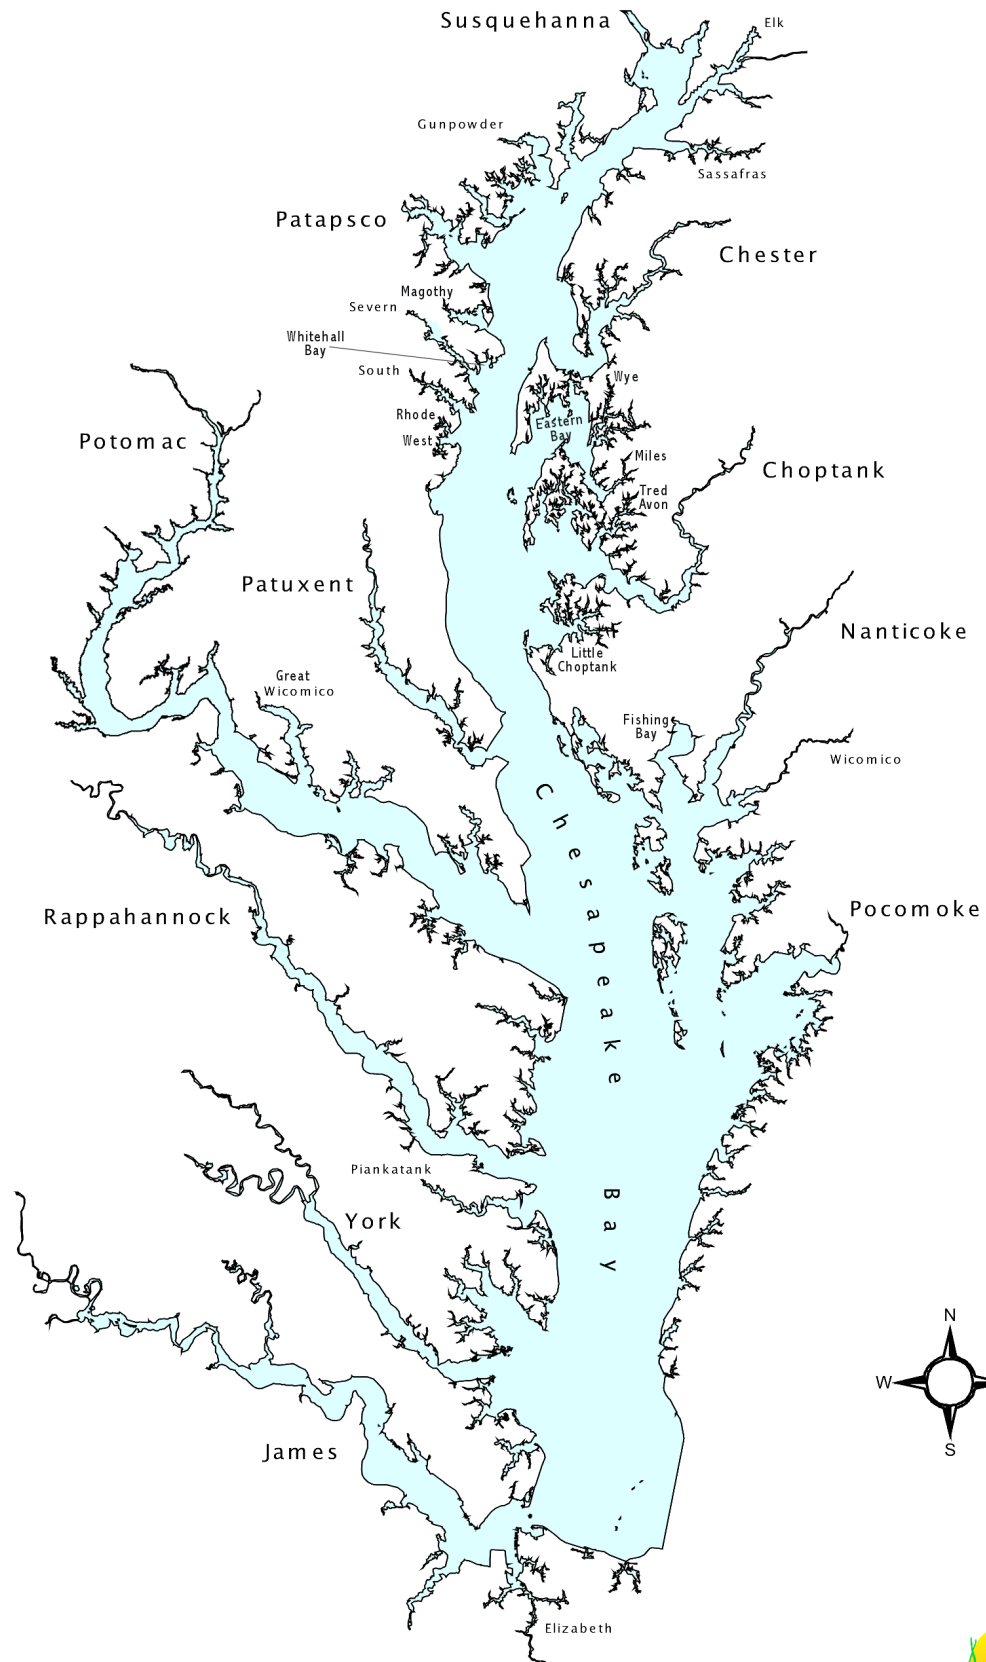 Susquehanna
Elk
Gunpowder
Sassafras
Patapsco
Chester
Magothy
Severn
Whitehall
Bay
South
Wye
Rhode
Eastern
Bay
West
Potomac
Miles
Choptank
Tred
Avon
Patuxent
Nanticoke
Little
Choptank
Great
Wicomico
Fishing
Bay
Wicomico
Chesapeake Bay
Rappahannock
Pocomoke
Piankatank
York
N
W
S
James
Elizabeth